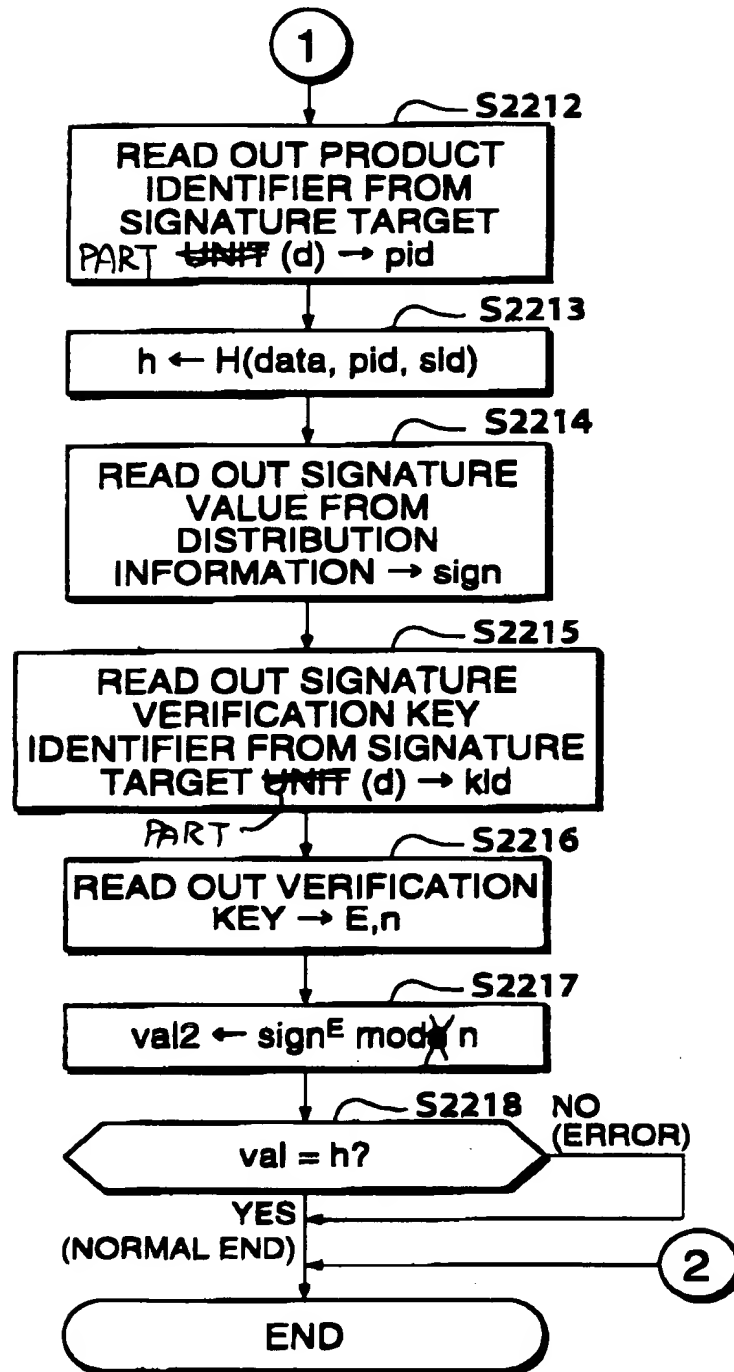 1
S2212
READ OUT PRODUCT
IDENTIFIER FROM
SIGNATURE TARGET
PART UNIT (d) → pid
S2213
h ← H(data, pid, sid)
S2214
READ OUT SIGNATURE
VALUE FROM
DISTRIBUTION
INFORMATION → sign
S2215
READ OUT SIGNATURE
VERIFICATION KEY
IDENTIFIER FROM SIGNATURE
TARGET UNIT (d) → kid
PART
S2216
READ OUT VERIFICATION
KEY → E,n
S2217
val2 ← sign^E mod n
S2218
val = h?
NO
(ERROR)
YES
(NORMAL END)
2
END